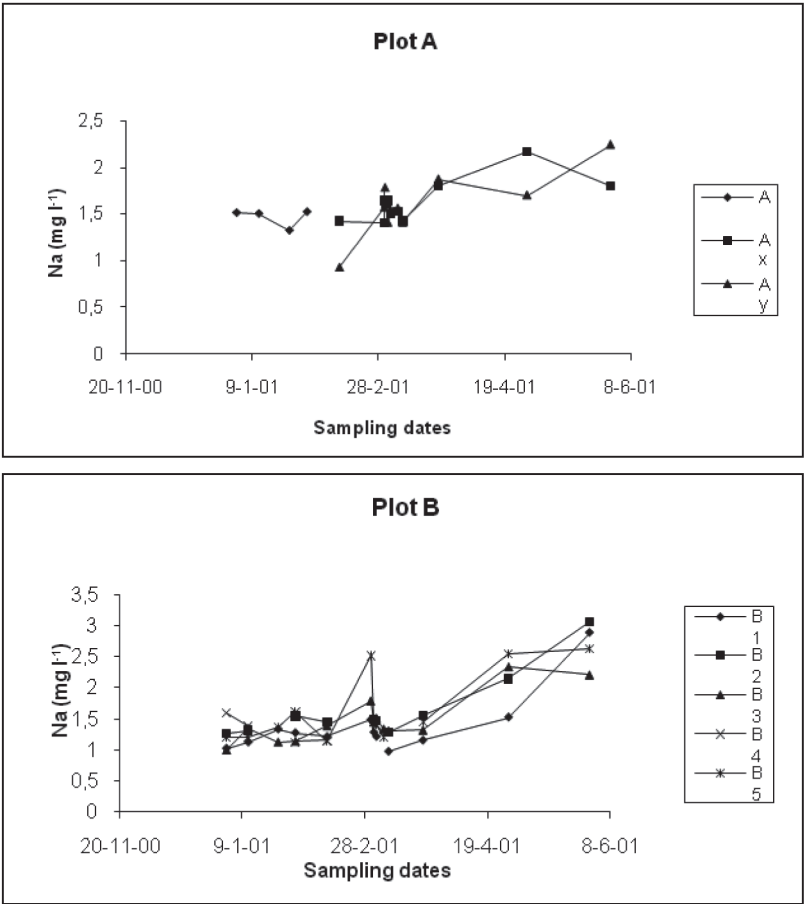 Plot A
2,5
2
1,5
1
0,5
0
Na (mg l-1)
20-11-00 9-1-01 28-2-01 19-4-01 8-6-01
Sampling dates
A
A
x
A
y
Plot B
3,5
3
2,5
2
1,5
1
0,5
0
Na (mg l-1)
20-11-00 9-1-01 28-2-01 19-4-01 8-6-01
Sampling dates
B
1
B
2
B
3
B
4
B
5